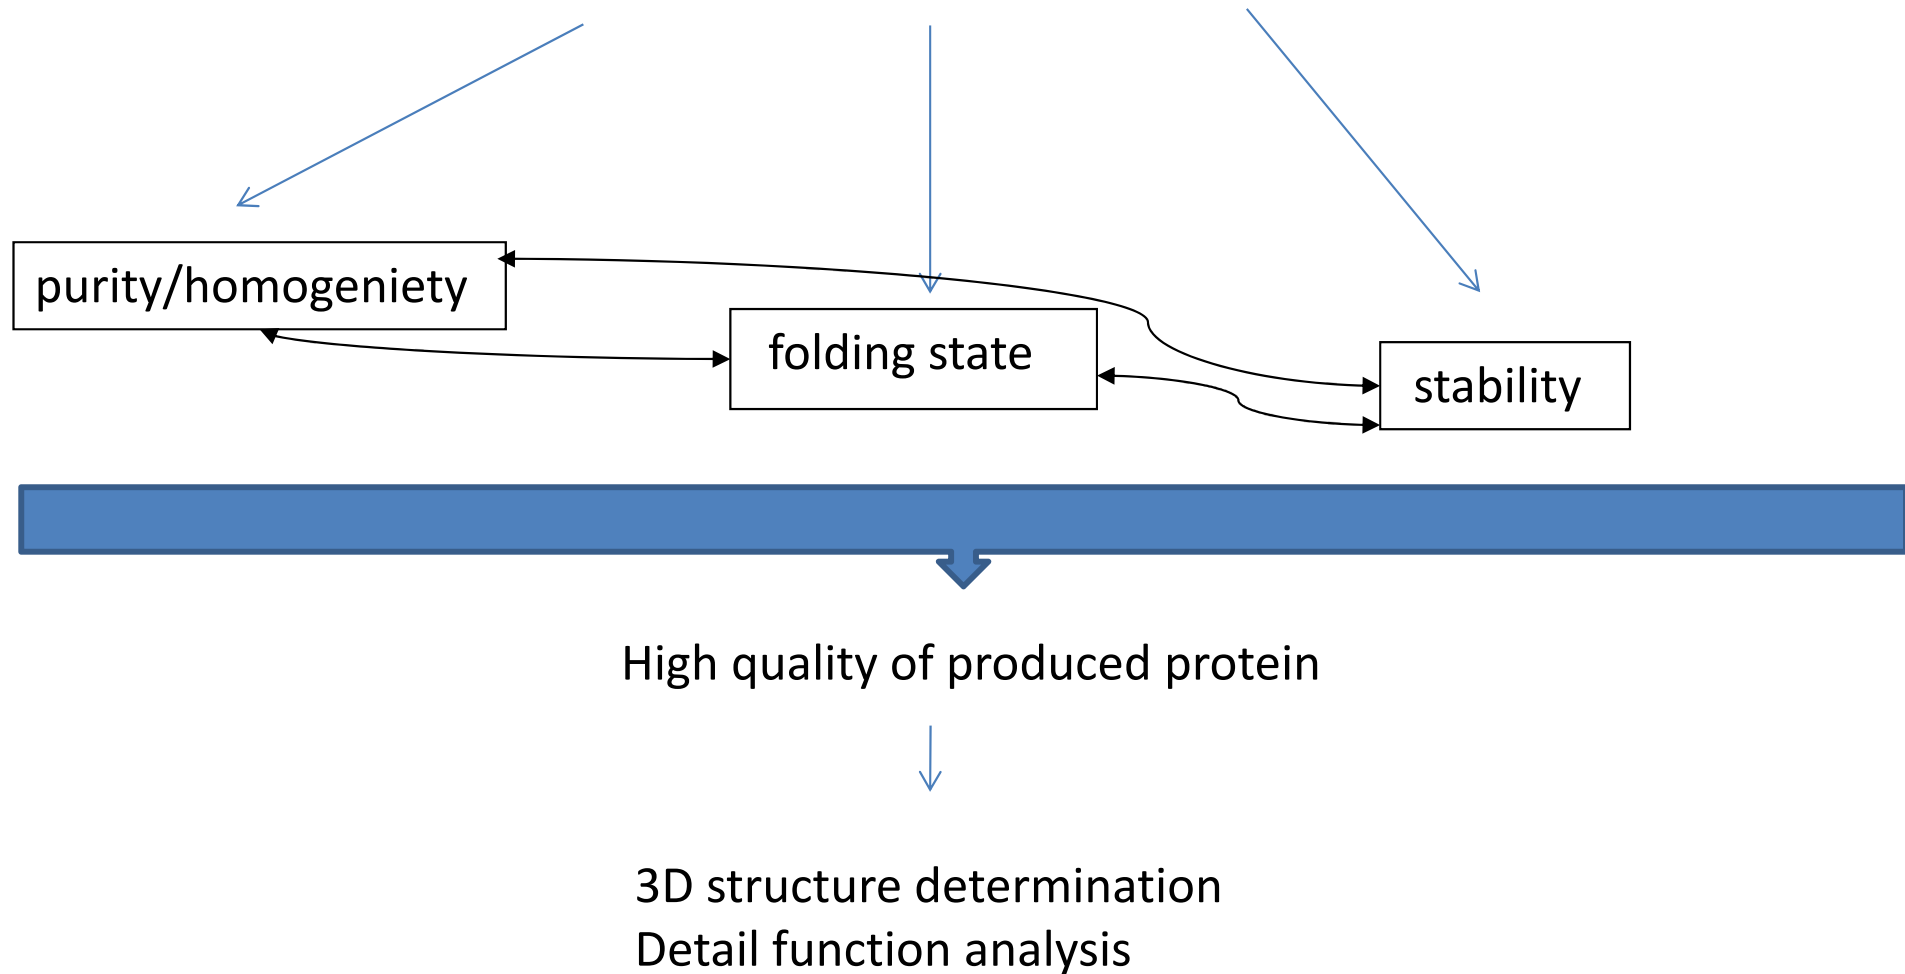 purity/homogeniety
folding state
stability
High quality of produced protein
3D structure determination
Detail function analysis